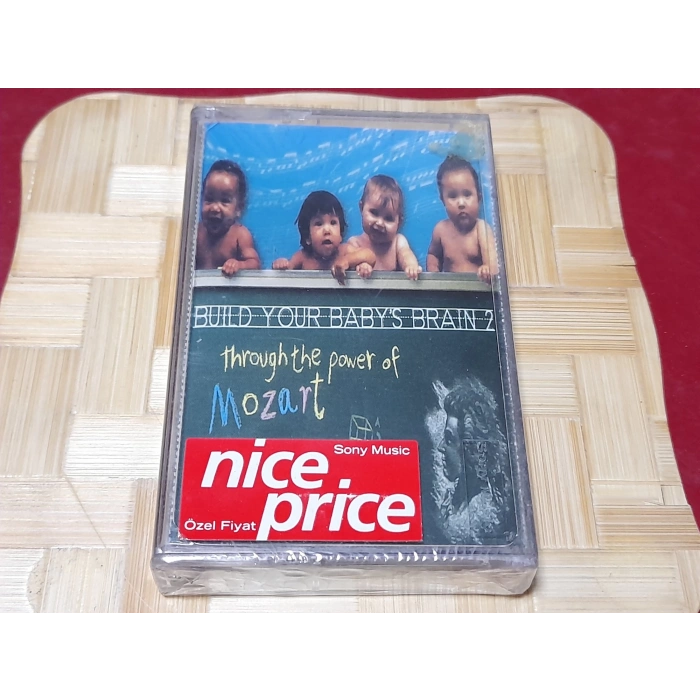 BUILD YOUR BABY'S BRAIN 2
through the power of
Mozart
Sony Music
nice
price
Özel Fiyat